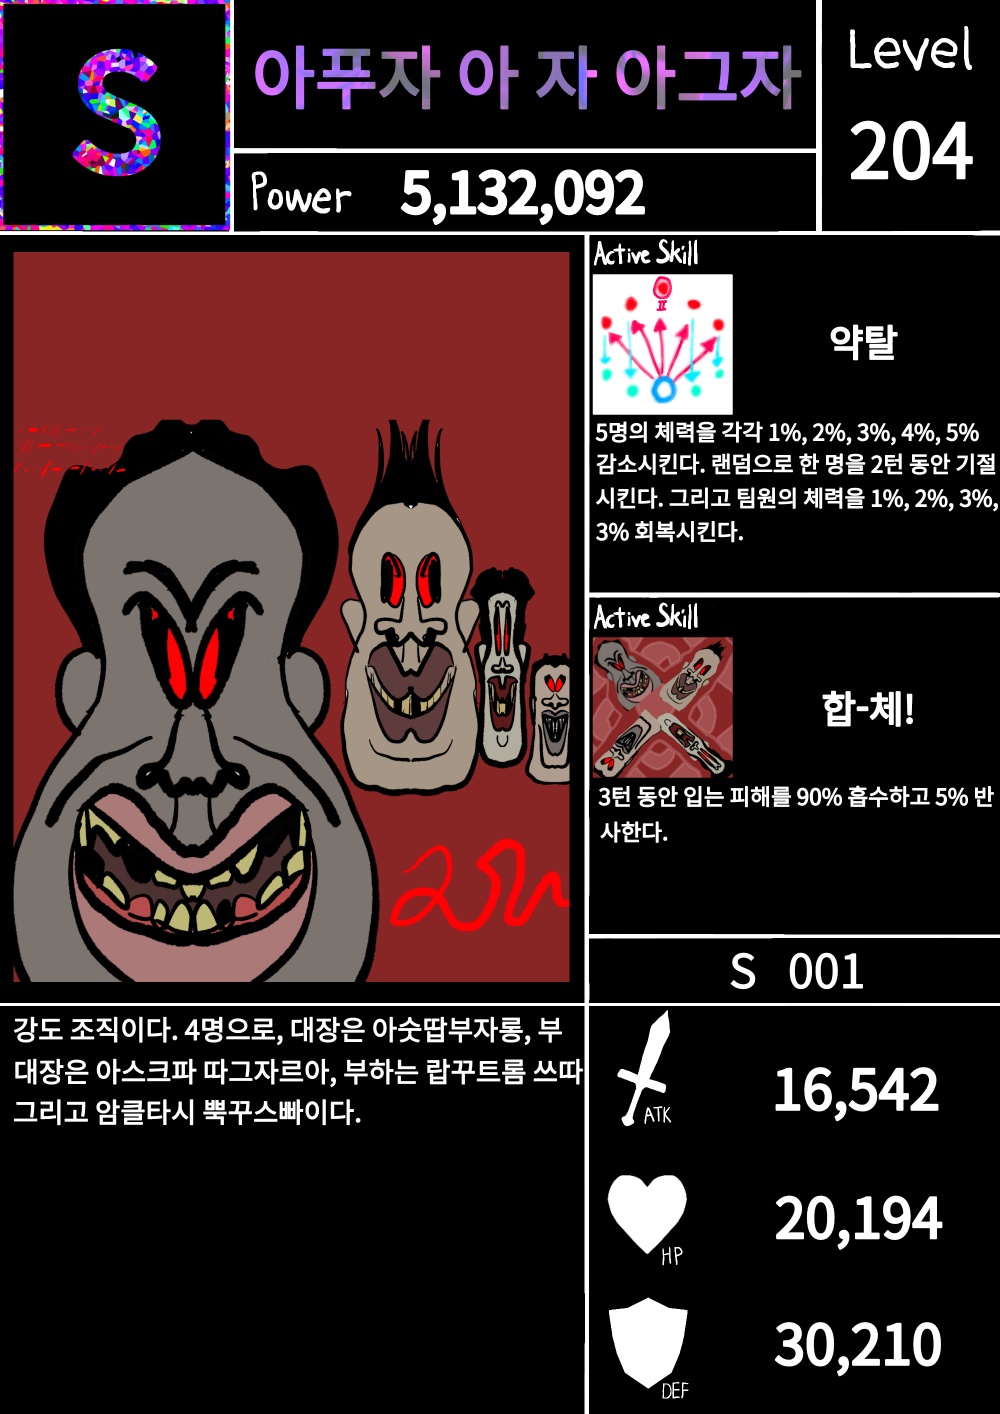 S
아푸자 아 자 아그자
Level
204
Power 5,132,092
Active Skill
약탈
5명의 체력을 각각 1%, 2%, 3%, 4%, 5%
감소시킨다. 랜덤으로 한 명을 2턴 동안 기절
시킨다. 그리고 팀원의 체력을 1%, 2%, 3%,
3% 회복시킨다.
Active Skill
합-체!
3턴 동안 입는 피해를 90% 흡수하고 5% 반
사한다.
S 001
강도 조직이다. 4명으로, 대장은 아숫땁부자롱, 부
대장은 아스크파 따그자르아, 부하는 랍꾸트롬 쓰따
그리고 암클타시 뿩꾸스빠이다.
ATK 16,542
HP 20,194
DEF 30,210